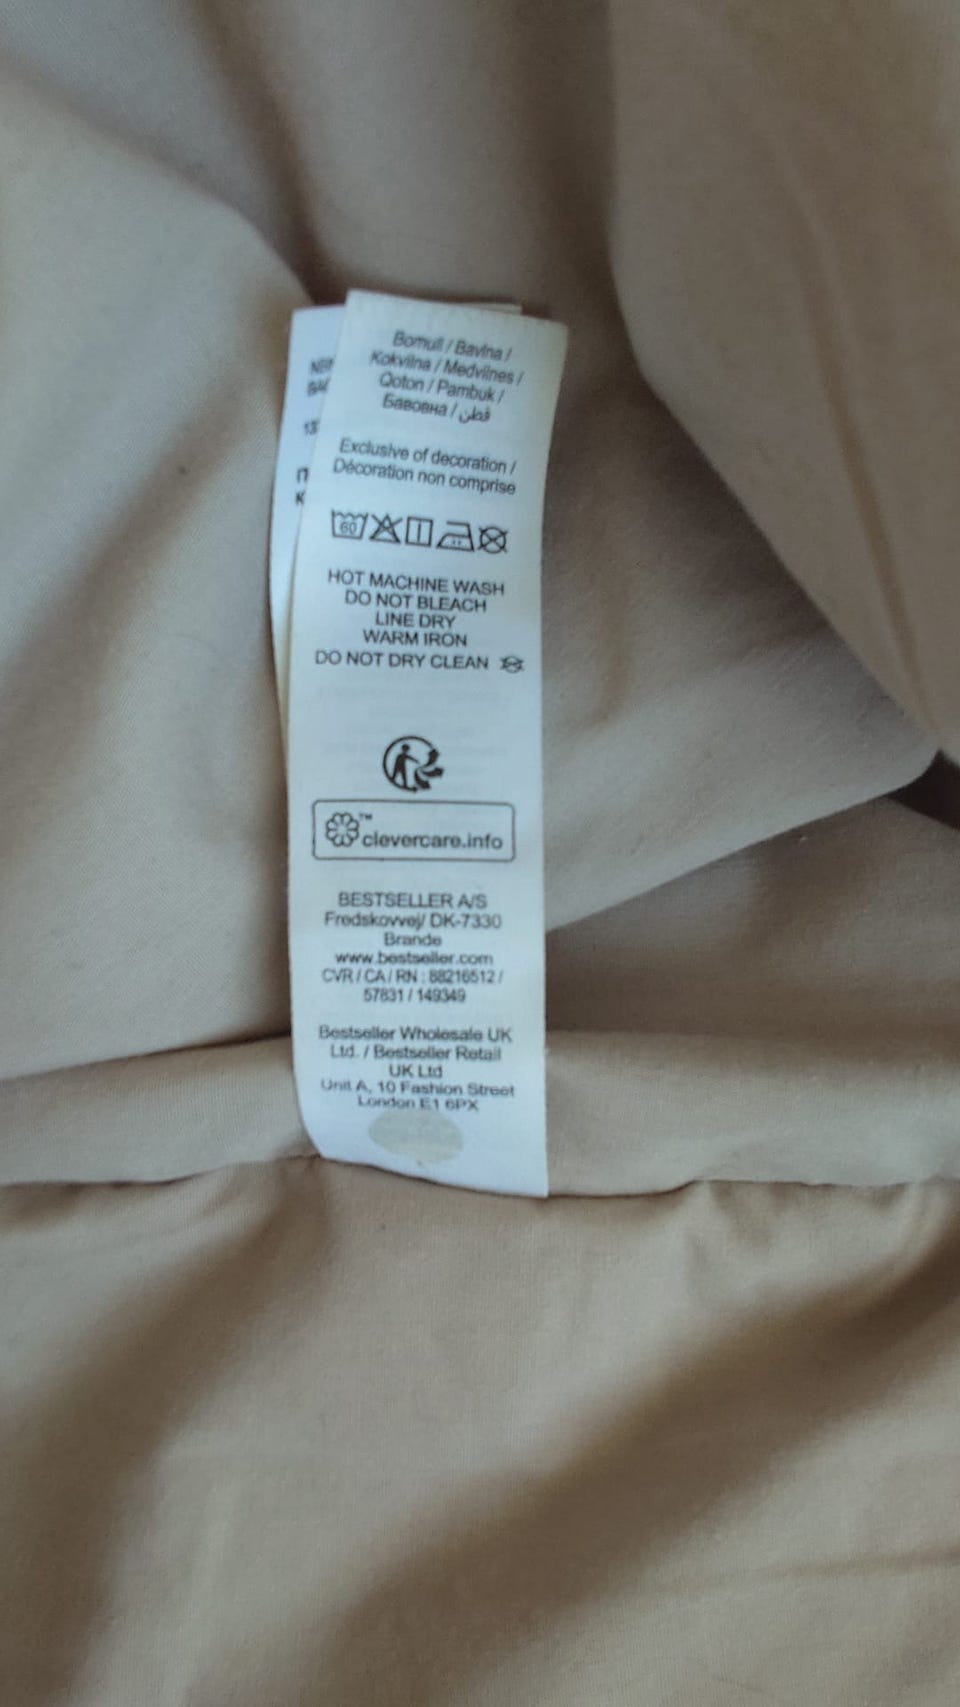 Bomull / Bavlna /
Kokvilna / Medvilnes /
Qoton / Pambuk /
Бавовна / قطن
Exclusive of decoration /
Décoration non comprise
60
HOT MACHINE WASH
DO NOT BLEACH
LINE DRY
WARM IRON
DO NOT DRY CLEAN
™
clevercare.info
BESTSELLER A/S
Fredskovvej/ DK-7330
Brande
www.bestseller.com
CVR / CA / RN : 88216512 /
57831 / 149349
Bestseller Wholesale UK
Ltd. / Bestseller Retail
UK Ltd
Unit A, 10 Fashion Street
London E1 6PX